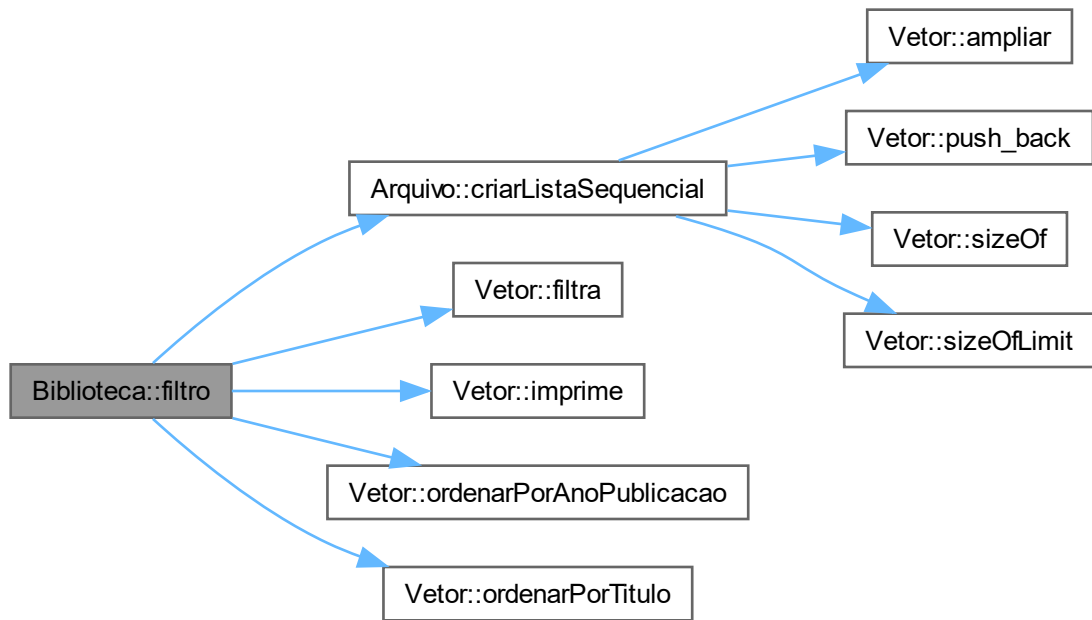 Vetor::ampliar
Vetor::push_back
Arquivo::criarListaSequencial
Vetor::sizeOf
Vetor::filtra
Vetor::sizeOfLimit
Biblioteca::filtro
Vetor::imprime
Vetor::ordenarPorAnoPublicacao
Vetor::ordenarPorTitulo